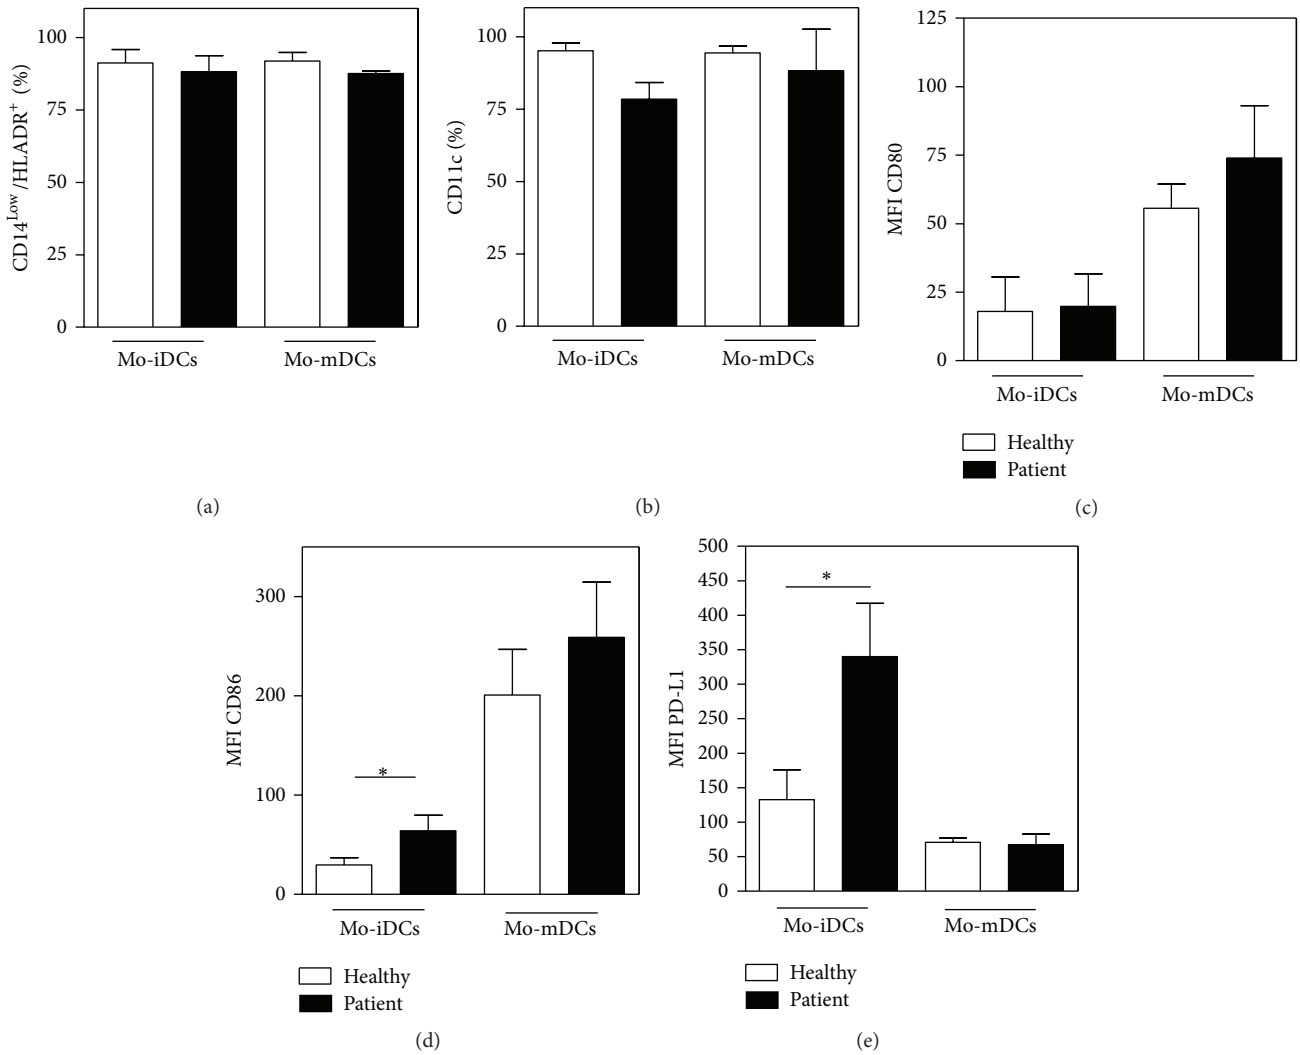 CD14^Low/HLADR^+ (%)
100
75
50
25
0
Mo-iDCs
Mo-mDCs
(a)
CD11c (%)
100
75
50
25
0
Mo-iDCs
Mo-mDCs
(b)
MFI CD80
125
100
75
50
25
0
Mo-iDCs
Mo-mDCs
Healthy
Patient
(c)
MFI CD86
300
200
100
0
*
Mo-iDCs
Mo-mDCs
Healthy
Patient
(d)
MFI PD-L1
500
450
400
350
300
250
200
150
100
50
0
*
Mo-iDCs
Mo-mDCs
Healthy
Patient
(e)